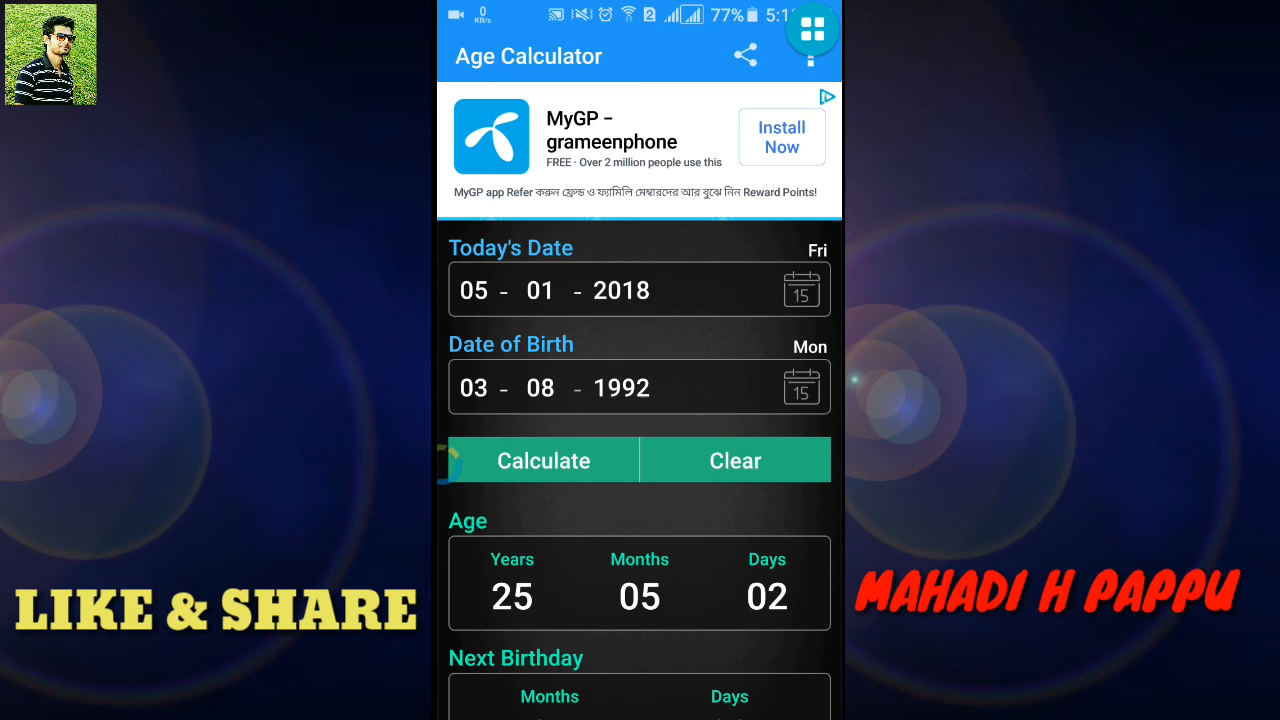 0
KB/s
2
77%
Age Calculator
MyGP -
grameenphone
FREE · Over 2 million people use this
Install
Now
MyGP app Refer করুন ফ্রেন্ড ও ফ্যামিলি মেম্বারদের আর বুঝে নিন Reward Points!
Today's Date
Fri
05 - 01 - 2018
15
Date of Birth
Mon
03 - 08 - 1992
15
Calculate
Clear
Age
Years Months Days
25 05 02
Next Birthday
Months Days
LIKE & SHARE
MAHADI H PAPPU